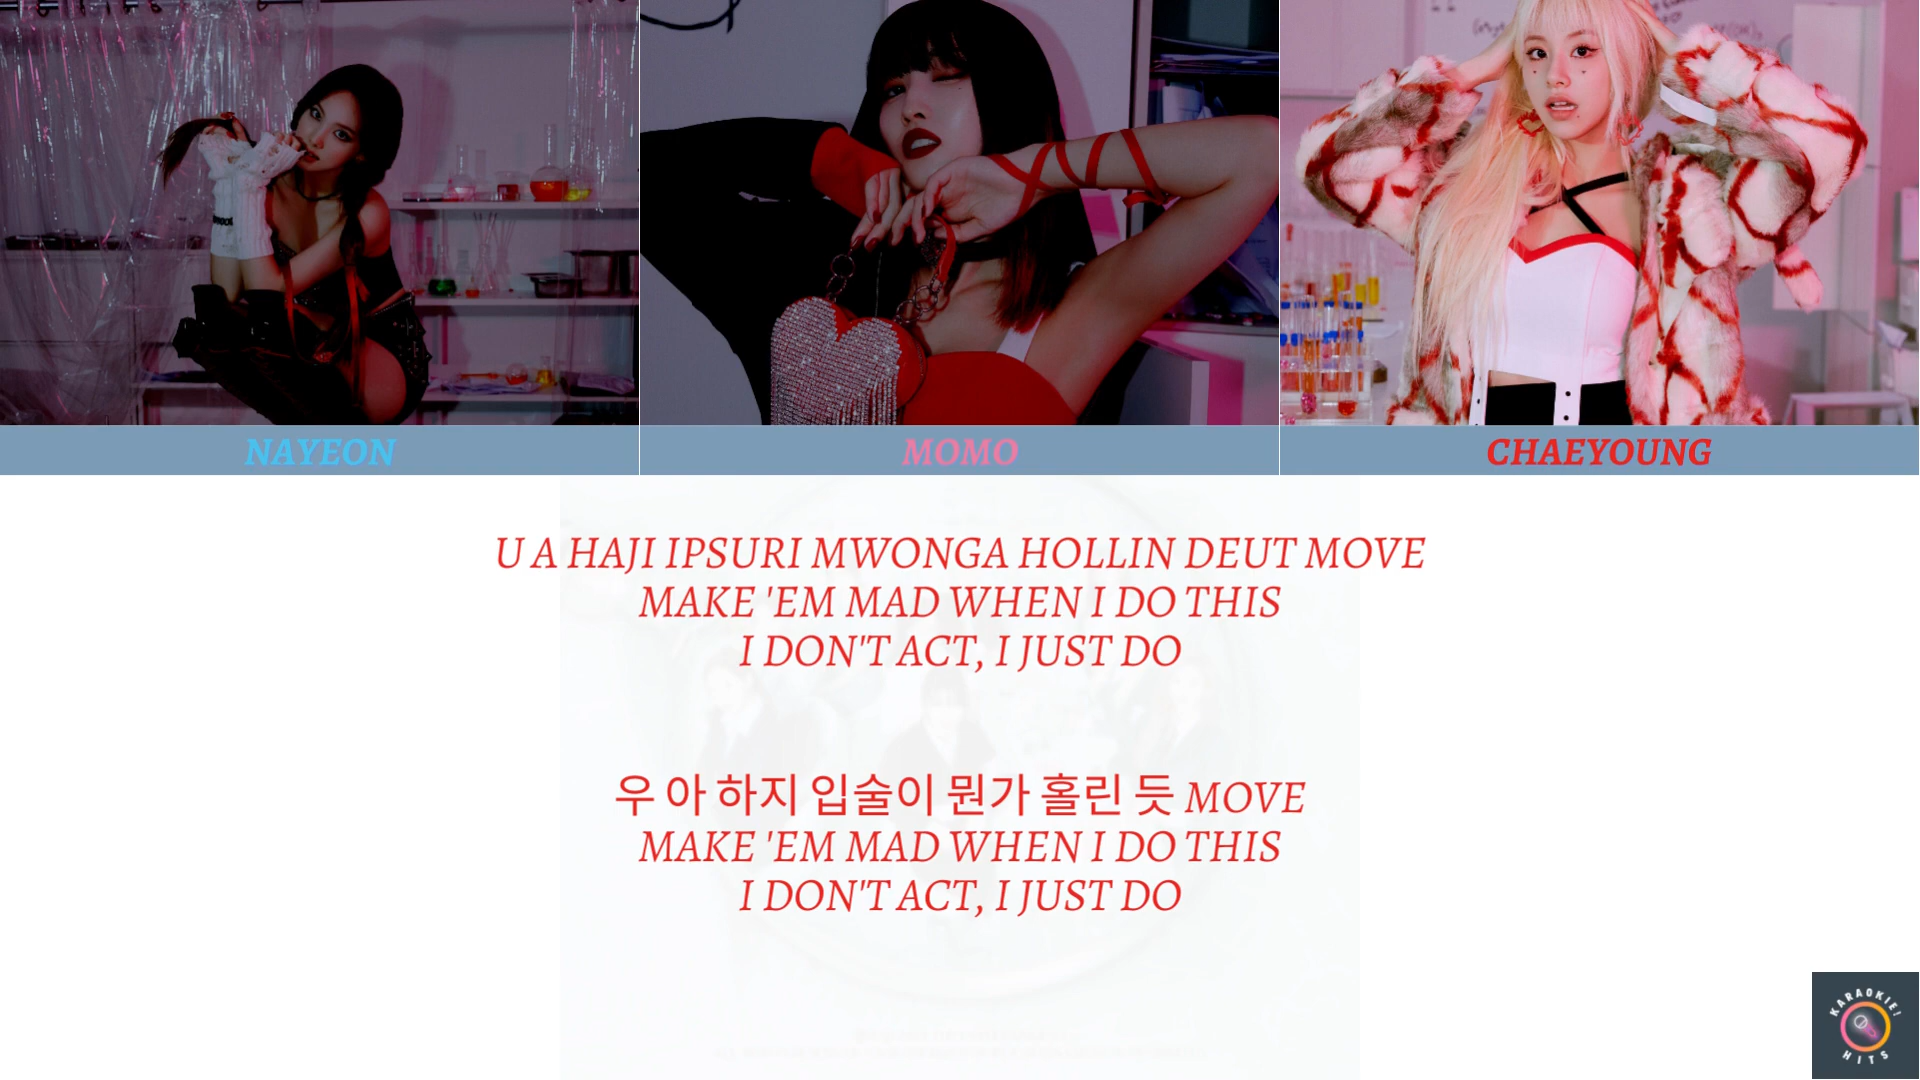 NAYEON
MOMO
CHAEYOUNG
U A HAJI IPSURI MWONGA HOLLIN DEUT MOVE
MAKE 'EM MAD WHEN I DO THIS
I DON'T ACT, I JUST DO
우 아 하지 입술이 뭔가 홀린 듯 MOVE
MAKE 'EM MAD WHEN I DO THIS
I DON'T ACT, I JUST DO
KARAOKIE!
HITS